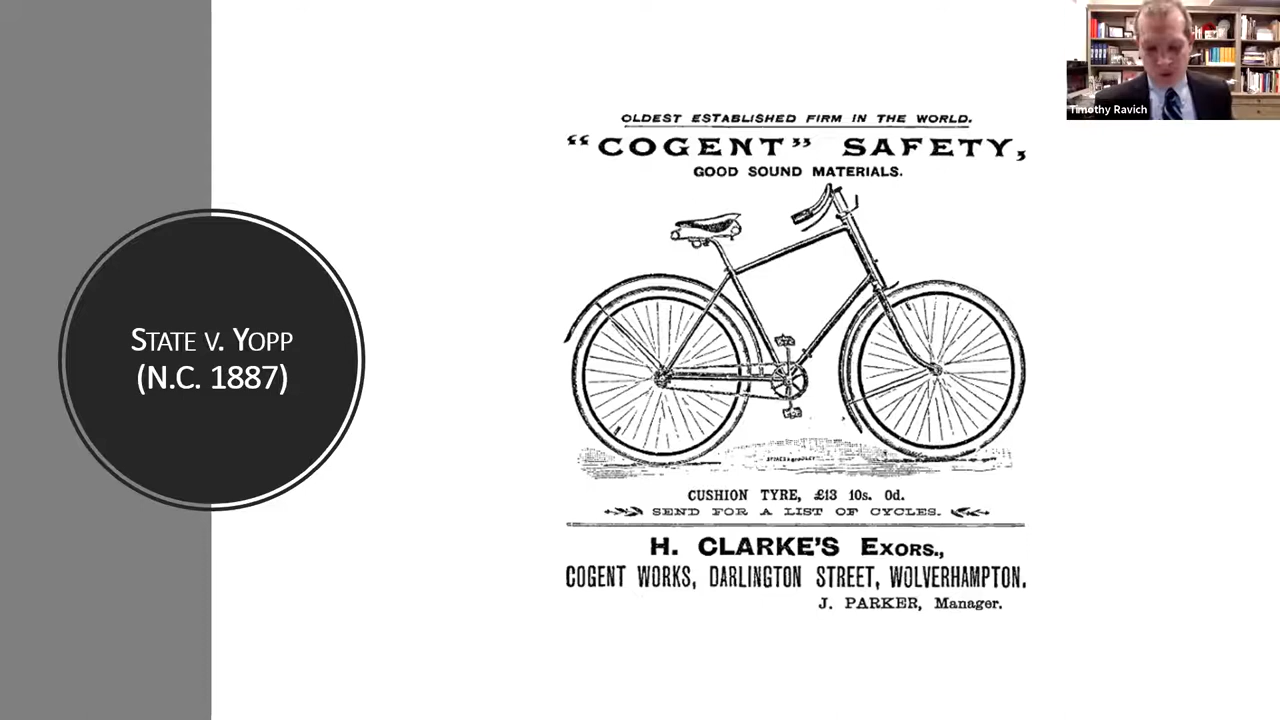 STATE V. YOPP
(N.C. 1887)
OLDEST ESTABLISHED FIRM IN THE WORLD.
“COGENT” SAFETY,
GOOD SOUND MATERIALS.
CUSHION TYRE, £13 10s. 0d.
SEND FOR A LIST OF CYCLES.
H. CLARKE'S EXORS.,
COGENT WORKS, DARLINGTON STREET, WOLVERHAMPTON.
J. PARKER, Manager.
Timothy Ravich